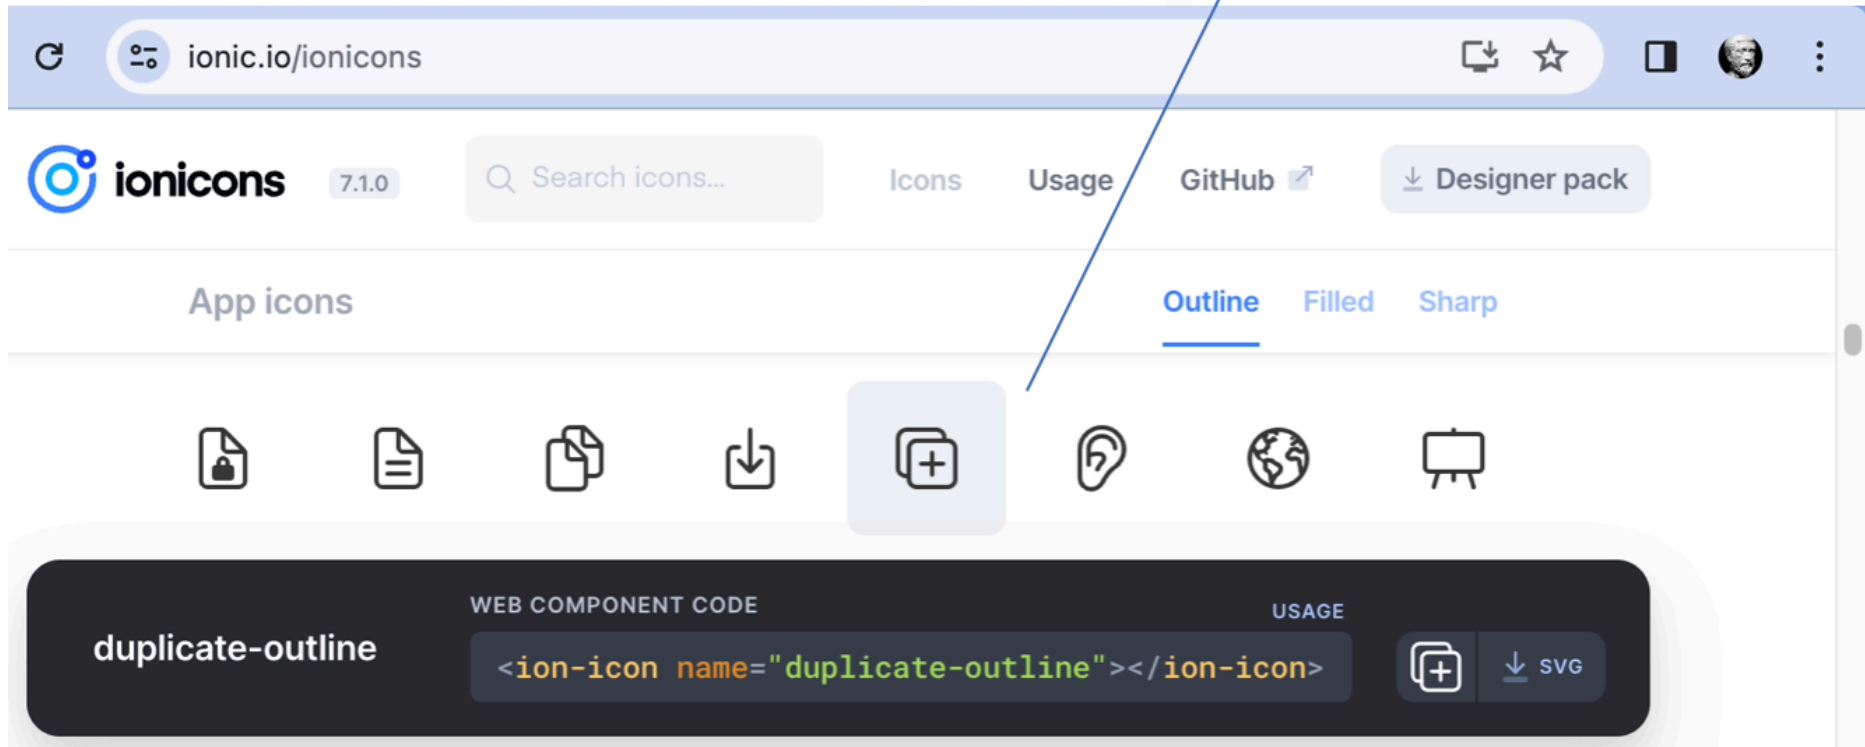 ionic.io/ionicons
ionicons 7.1.0 Search icons... Icons Usage GitHub Designer pack
App icons Outline Filled Sharp
WEB COMPONENT CODE USAGE
duplicate-outline <ion-icon name="duplicate-outline"></ion-icon> SVG